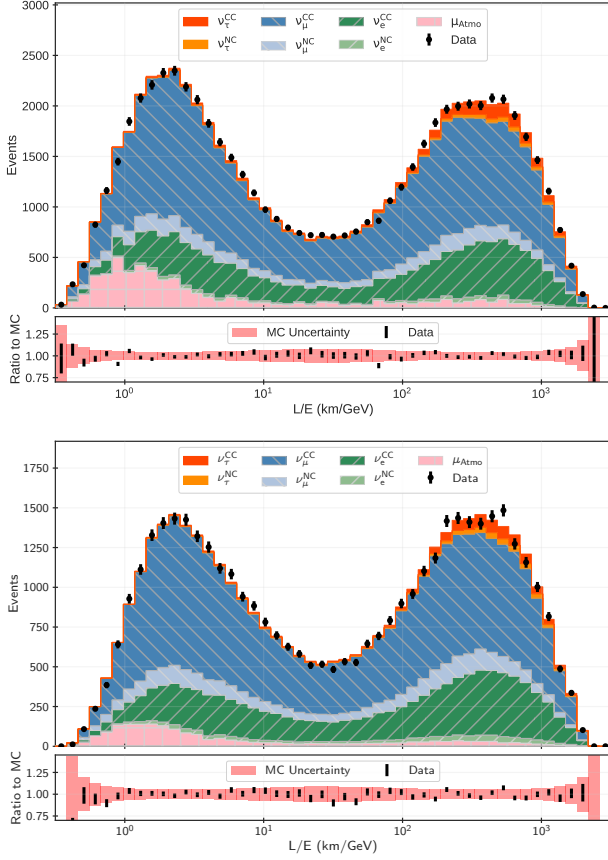 3000
2500
2000
1500
1000
500
0
Events
ν_τ^CC ν_μ^CC ν_e^CC μ_Atmo
ν_τ^NC ν_μ^NC ν_e^NC Data
1.25
1.00
0.75
Ratio to MC
MC Uncertainty Data
10^0 10^1 10^2 10^3
L/E (km/GeV)
1750
1500
1250
1000
750
500
250
0
Events
ν_τ^CC ν_μ^CC ν_e^CC μ_Atmo
ν_τ^NC ν_μ^NC ν_e^NC Data
1.25
1.00
0.75
Ratio to MC
MC Uncertainty Data
10^0 10^1 10^2 10^3
L/E (km/GeV)